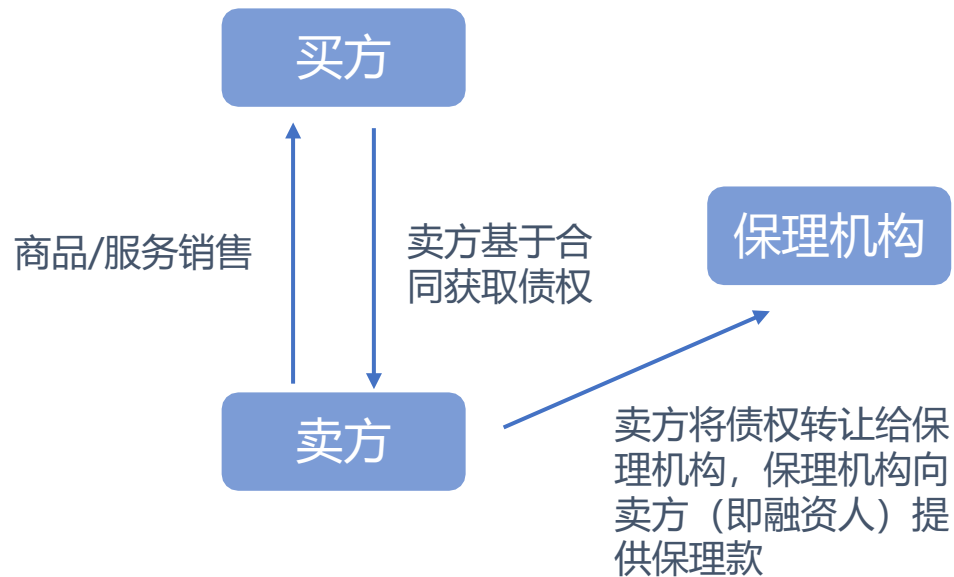 买方
商品/服务销售
卖方基于合
同获取债权
保理机构
卖方
卖方将债权转让给保
理机构，保理机构向
卖方（即融资人）提
供保理款